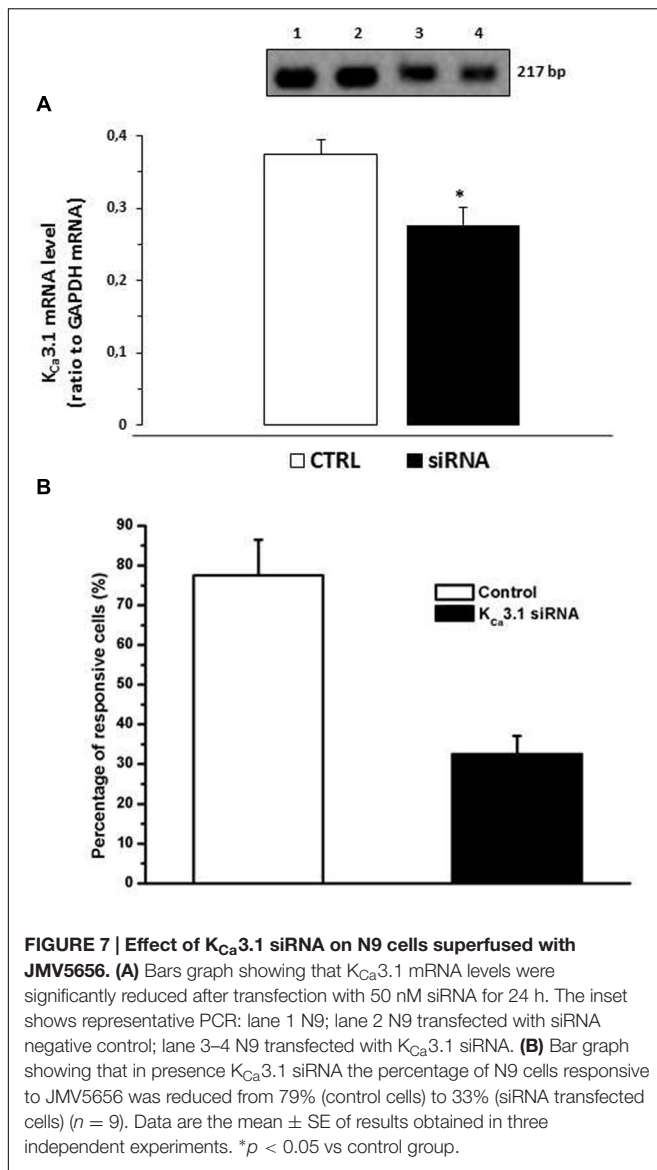 1 2 3 4
217 bp
A
0,4
0,3
0,2
0,1
0
KCa3.1 mRNA level
(ratio to GAPDH mRNA)
*
CTRL siRNA
B
90
80
70
60
50
40
30
20
10
0
Percentage of responsive cells (%)
Control
KCa3.1 siRNA
FIGURE 7 | Effect of KCa3.1 siRNA on N9 cells superfused with
JMV5656. (A) Bars graph showing that KCa3.1 mRNA levels were
significantly reduced after transfection with 50 nM siRNA for 24 h. The inset
shows representative PCR: lane 1 N9; lane 2 N9 transfected with siRNA
negative control; lane 3–4 N9 transfected with KCa3.1 siRNA. (B) Bar graph
showing that in presence KCa3.1 siRNA the percentage of N9 cells responsive
to JMV5656 was reduced from 79% (control cells) to 33% (siRNA transfected
cells) (n = 9). Data are the mean ± SE of results obtained in three
independent experiments. *p < 0.05 vs control group.